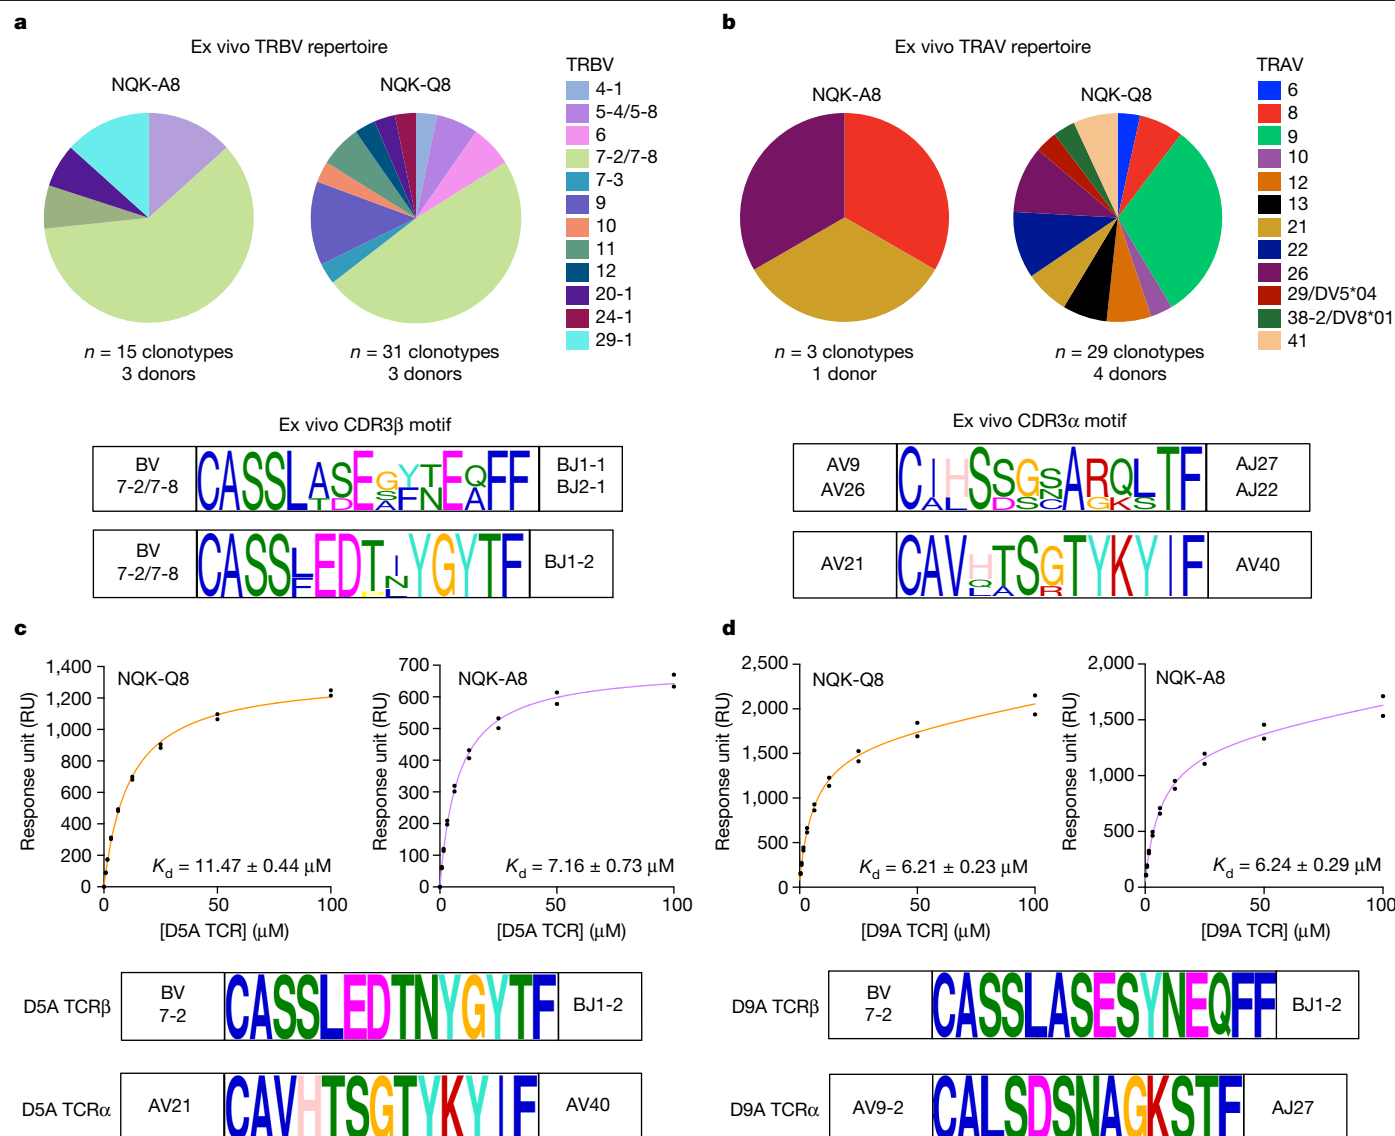 a
Ex vivo TRBV repertoire
NQK-A8
NQK-Q8
TRBV
4-1
5-4/5-8
6
7-2/7-8
7-3
9
10
11
12
20-1
24-1
29-1
n = 15 clonotypes
3 donors
n = 31 clonotypes
3 donors
Ex vivo CDR3β motif
BV
7-2/7-8
CASSLASEGYTEQFF
TD SFN A
A
BJ1-1
BJ2-1
BV
7-2/7-8
CASSLEDTIYGYTF
F N
L
BJ1-2
b
Ex vivo TRAV repertoire
NQK-A8
NQK-Q8
TRAV
6
8
9
10
12
13
21
22
26
29/DV5*04
38-2/DV8*01
41
n = 3 clonotypes
1 donor
n = 29 clonotypes
4 donors
Ex vivo CDR3α motif
AV9
AV26
CIHSSGSARQLTF
AL DSN GKS
C
AJ27
AJ22
AV21
CAVHTSGTYKYIF
QA R
L
AV40
c
NQK-Q8
Response unit (RU)
1,400
1,200
1,000
800
600
400
200
0
Kd = 11.47 ± 0.44 μM
0 50 100
[D5A TCR] (μM)
NQK-A8
Response unit (RU)
700
600
500
400
300
200
100
0
Kd = 7.16 ± 0.73 μM
0 50 100
[D5A TCR] (μM)
D5A TCRβ
BV
7-2
CASSLEDTNYGYTF
BJ1-2
D5A TCRα
AV21
CAVHTSGTYKYIF
AV40
d
NQK-Q8
Response unit (RU)
2,500
2,000
1,500
1,000
500
0
Kd = 6.21 ± 0.23 μM
0 50 100
[D9A TCR] (μM)
NQK-A8
Response unit (RU)
2,000
1,500
1,000
500
0
Kd = 6.24 ± 0.29 μM
0 50 100
[D9A TCR] (μM)
D9A TCRβ
BV
7-2
CASSLASESYNEQFF
BJ1-2
D9A TCRα
AV9-2
CALSDSNAGKSTF
AJ27